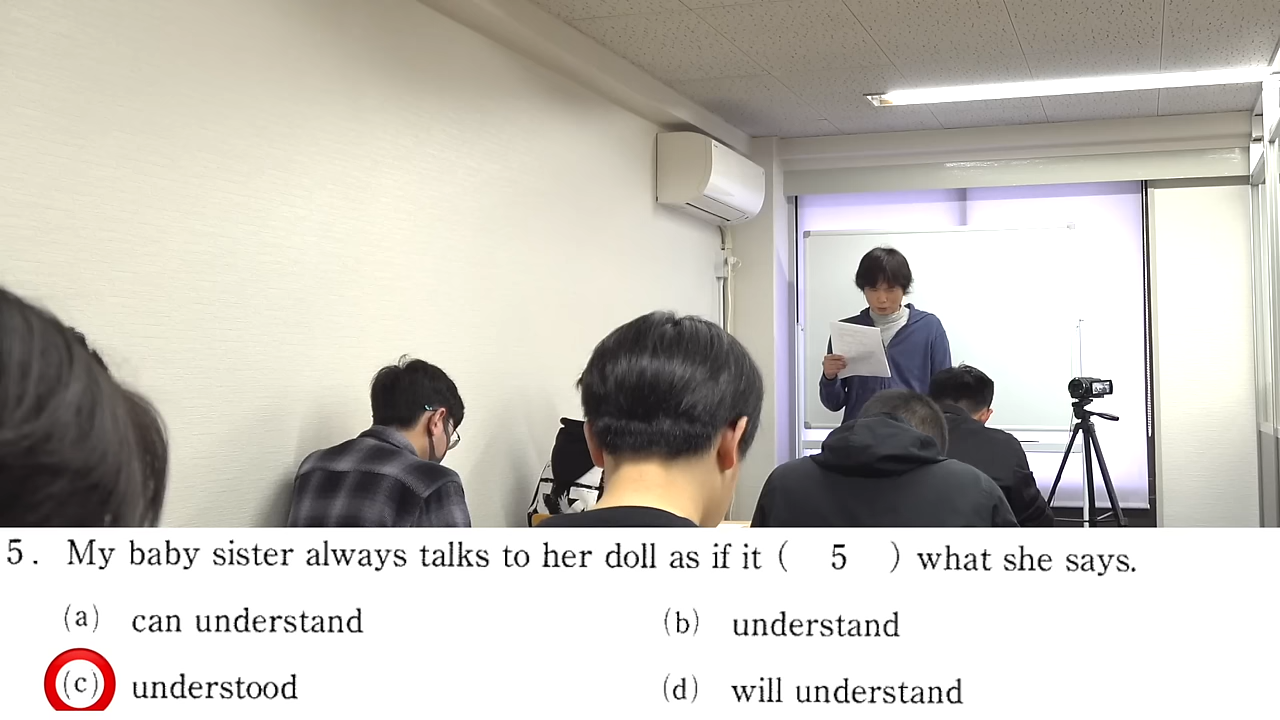 5. My baby sister always talks to her doll as if it ( 5 ) what she says.
(a) can understand (b) understand
(c) understood (d) will understand